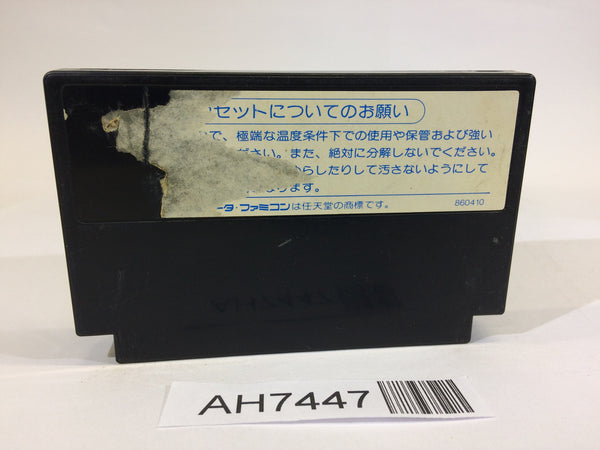 セットについてのお願い
で、極端な温度条件下での使用や保管および強い
ださい。また、絶対に分解しないでください。
らしたりして汚さないようにして
ります。
ータ・ファミコンは任天堂の商標です。 860410
AH7447